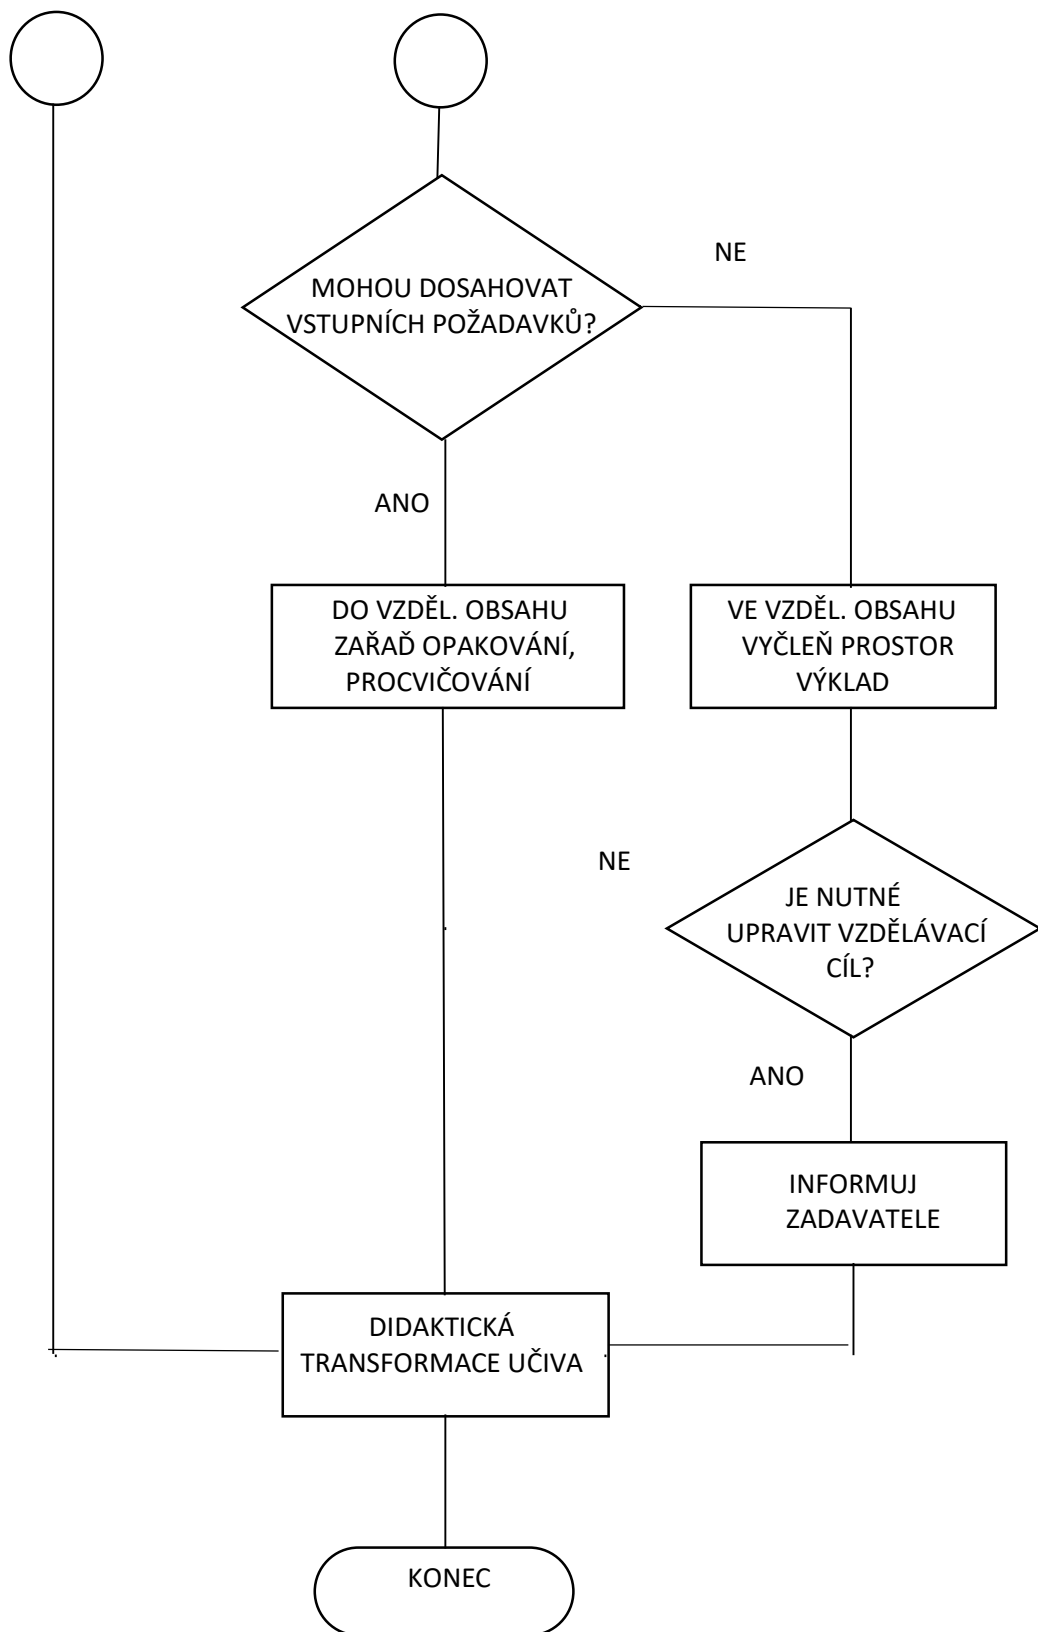 NE
MOHOU DOSAHOVAT
VSTUPNÍCH POŽADAVKŮ?
ANO
DO VZDĚL. OBSAHU
ZAŘAĎ OPAKOVÁNÍ,
PROCVIČOVÁNÍ
VE VZDĚL. OBSAHU
VYČLEŇ PROSTOR
VÝKLAD
NE
JE NUTNÉ
UPRAVIT VZDĚLÁVACÍ
CÍL?
ANO
INFORMUJ
ZADAVATELE
DIDAKTICKÁ
TRANSFORMACE UČIVA
KONEC